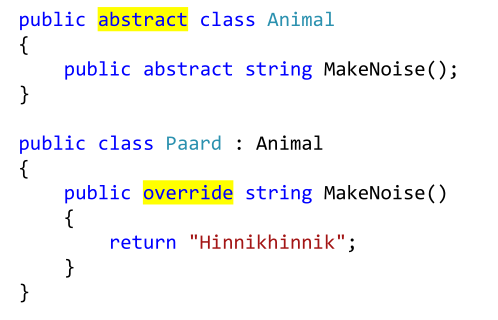 public abstract class Animal
{
    public abstract string MakeNoise();
}

public class Paard : Animal
{
    public override string MakeNoise()
    {
        return "Hinnikhinnik";
    }
}